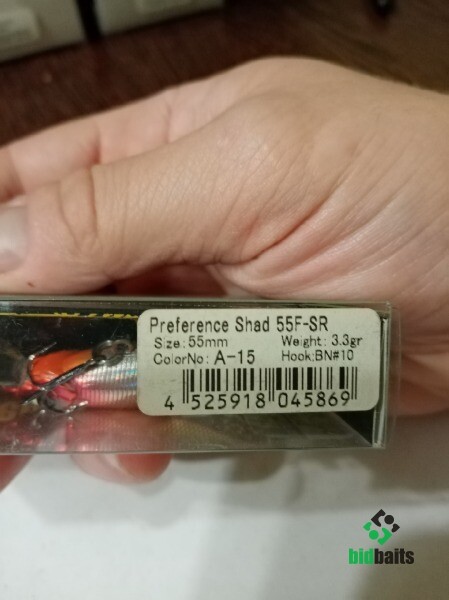 Preference Shad 55F-SR
Size:55mm Weight:3.3gr
ColorNo: A-15 Hook:BN#10
4 525918 045869
bidbaits